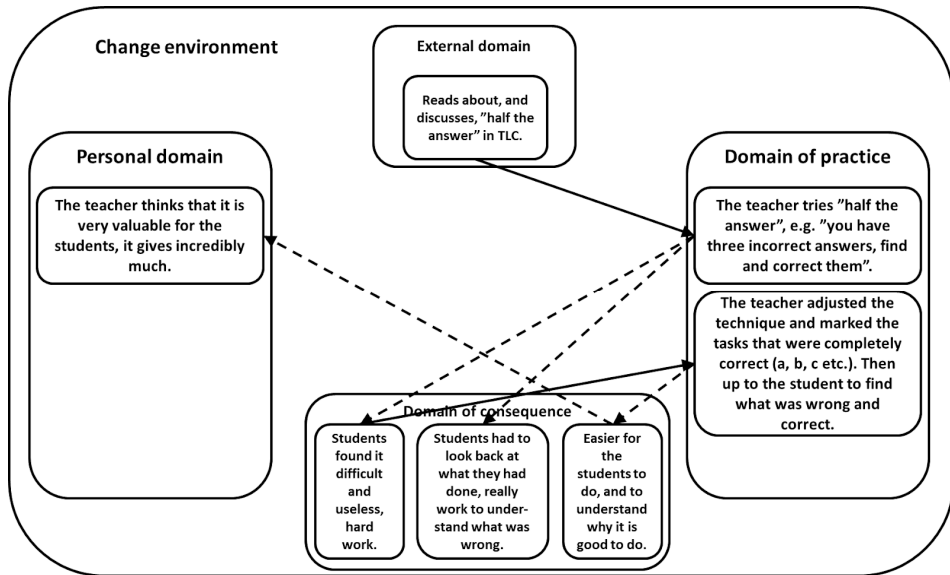 Change environment
External domain
Reads about, and
discusses, ”half the
answer” in TLC.
Personal domain
The teacher thinks that it is
very valuable for the
students, it gives incredibly
much.
Domain of practice
The teacher tries ”half the
answer”, e.g. ”you have
three incorrect answers, find
and correct them”.
The teacher adjusted the
technique and marked the
tasks that were completely
correct (a, b, c etc.). Then
up to the student to find
what was wrong and
correct.
Domain of consequence
Students
found it
difficult
and
useless,
hard
work.
Students had to
look back at
what they had
done, really
work to under-
stand what was
wrong.
Easier for
the
students to
do, and to
understand
why it is
good to do.